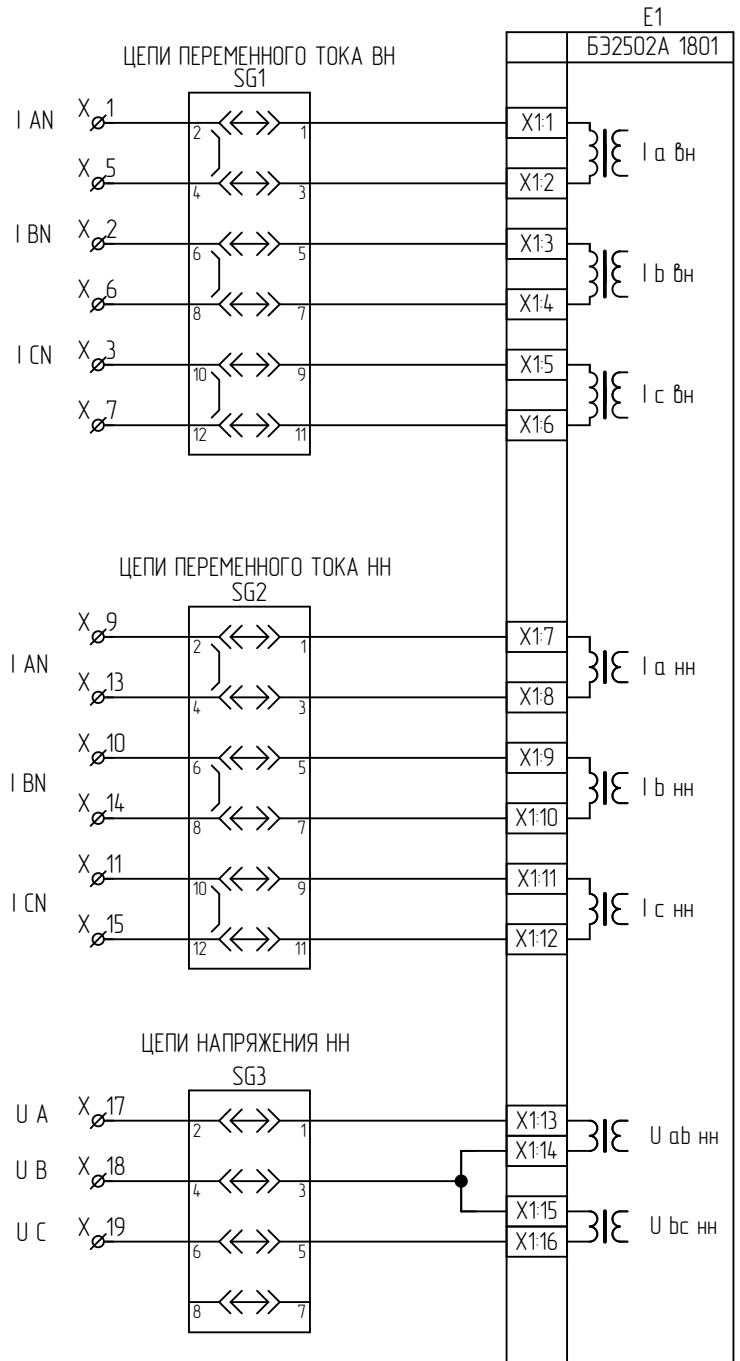 E1
БЭ2502А 1801
ЦЕПИ ПЕРЕМЕННОГО ТОКА ВН
SG1
I AN X 1 2 1 X1:1
I a вн
X 5 4 3 X1:2
I BN X 2 6 5 X1:3
I b вн
X 6 8 7 X1:4
I CN X 3 10 9 X1:5
I c вн
X 7 12 11 X1:6
ЦЕПИ ПЕРЕМЕННОГО ТОКА НН
SG2
X 9 2 1 X1:7
I AN I a нн
X 13 4 3 X1:8
X 10 6 5 X1:9
I BN I b нн
X 14 8 7 X1:10
X 11 10 9 X1:11
I CN I c нн
X 15 12 11 X1:12
ЦЕПИ НАПРЯЖЕНИЯ НН
SG3
U A X 17 2 1 X1:13
U ab нн
X1:14
U B X 18 4 3
X1:15
U bc нн
U C X 19 6 5 X1:16
8 7